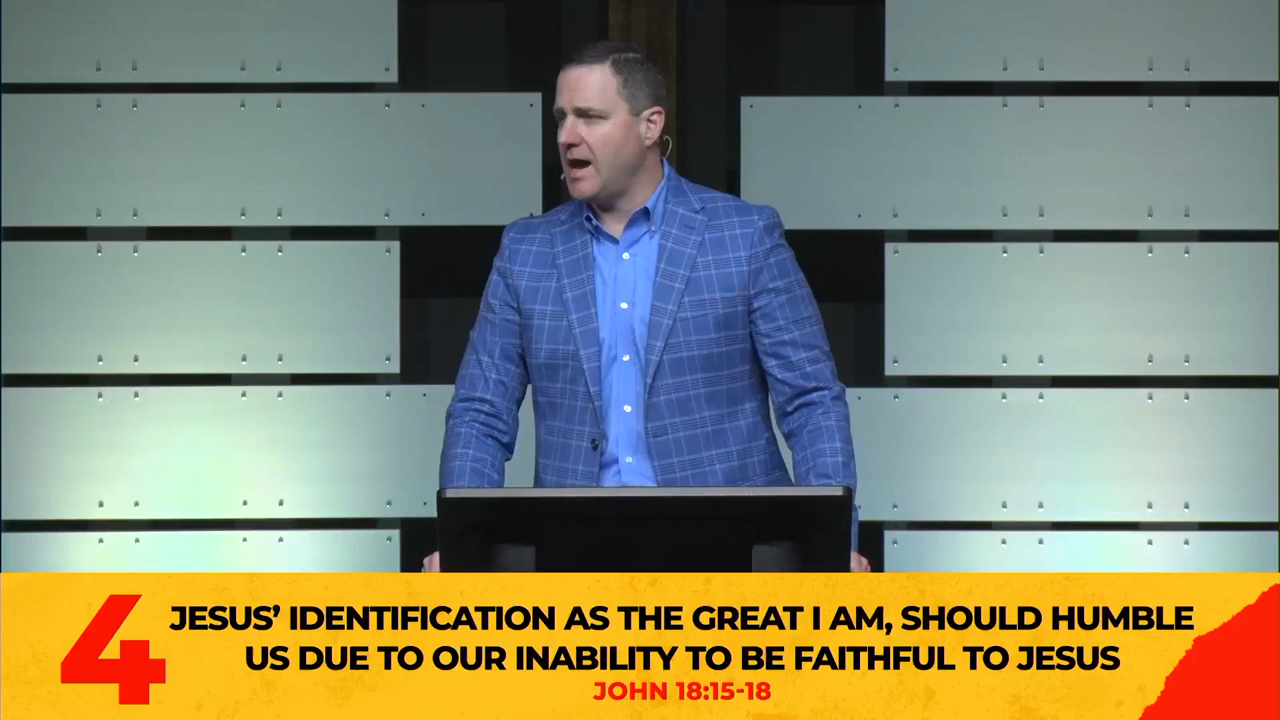 4
JESUS' IDENTIFICATION AS THE GREAT I AM, SHOULD HUMBLE
US DUE TO OUR INABILITY TO BE FAITHFUL TO JESUS
JOHN 18:15-18